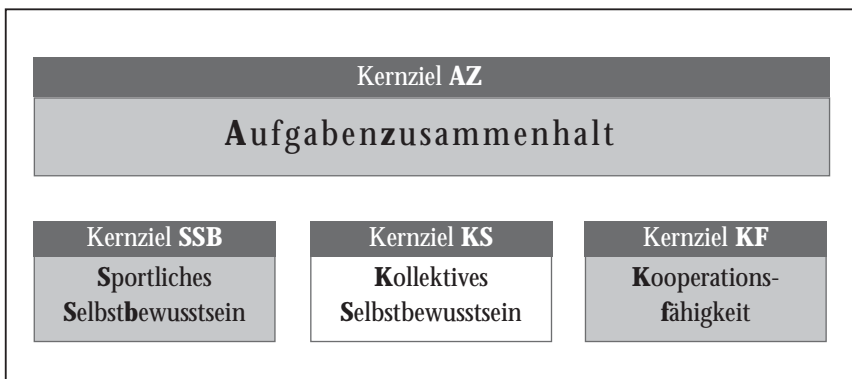 Kernziel AZ
Aufgabenzusammenhalt
Kernziel SSB
Sportliches
Selbstbewusstsein
Kernziel KS
Kollektives
Selbstbewusstsein
Kernziel KF
Kooperations-
fähigkeit